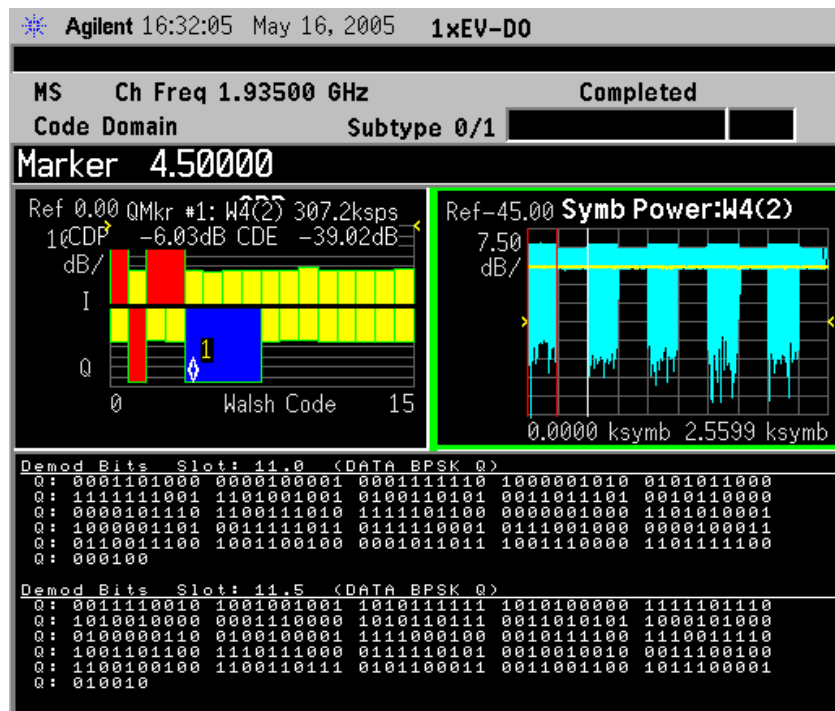 Agilent 16:32:05 May 16, 2005 1xEV-DO
MS Ch Freq 1.93500 GHz Completed
Code Domain Subtype 0/1
Marker 4.50000
Ref 0.00 QMkr #1: W4(2) 307.2ksps
CDP -6.03dB CDE -39.02dB
dB/
I
1
Q
0 Walsh Code 15
Ref-45.00 Symb Power:W4(2)
7.50
dB/
0.0000 ksymb 2.5599 ksymb
Demod Bits Slot: 11.0 (DATA BPSK Q)
Q: 0001101000 0000100001 0001111110 1000001010 0101011000
Q: 1111111001 1101001001 0100110101 0011011101 0010110000
Q: 0000101110 1100111010 1111101100 0000001000 1101010001
Q: 1000001101 0011111011 0111110001 0111001000 0000100011
Q: 0110011100 1001100100 0001011011 1001110000 1101111100
Q: 000100
Demod Bits Slot: 11.5 (DATA BPSK Q)
Q: 0011110010 1001001001 1010111111 1010100000 1111101110
Q: 1010010000 0001110000 1010110110 0011010101 1000100000
Q: 0100000110 0100100001 1111000100 0010111100 1110011110
Q: 1001101100 1110101111 0101010001 0010010010 0011100100
Q: 1100100100 1100110111 0101100011 0011001100 1011100001
Q: 010010